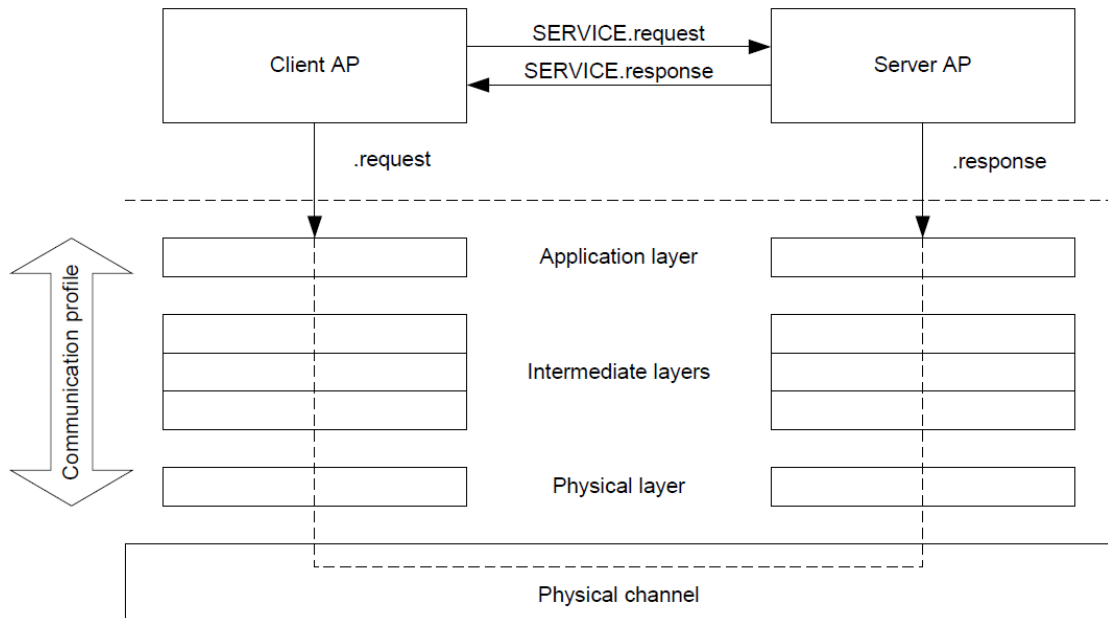 SERVICE.request
Client AP
SERVICE.response
Server AP
.request
.response
Application layer
Communication profile
Intermediate layers
Physical layer
Physical channel